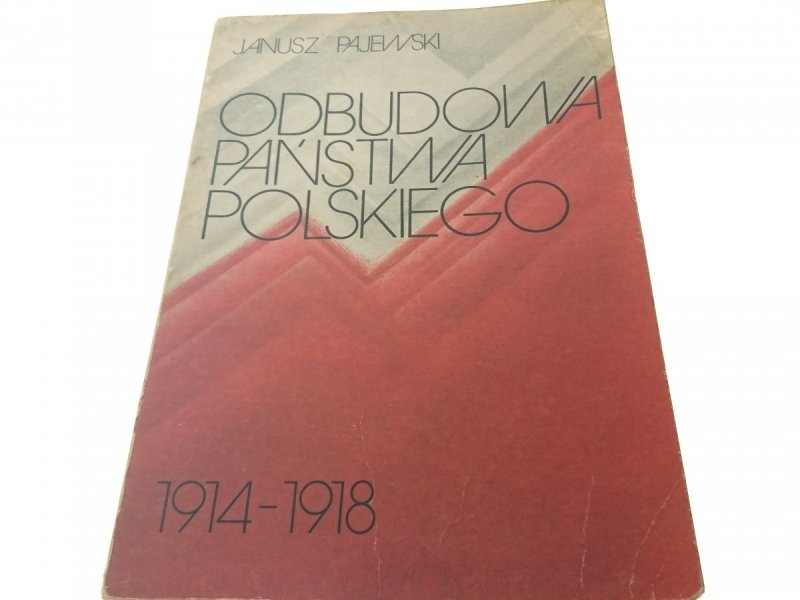 JANUSZ PAJEWSKI
ODBUDOWA
PAŃSTWA
POLSKIEGO
1914-1918